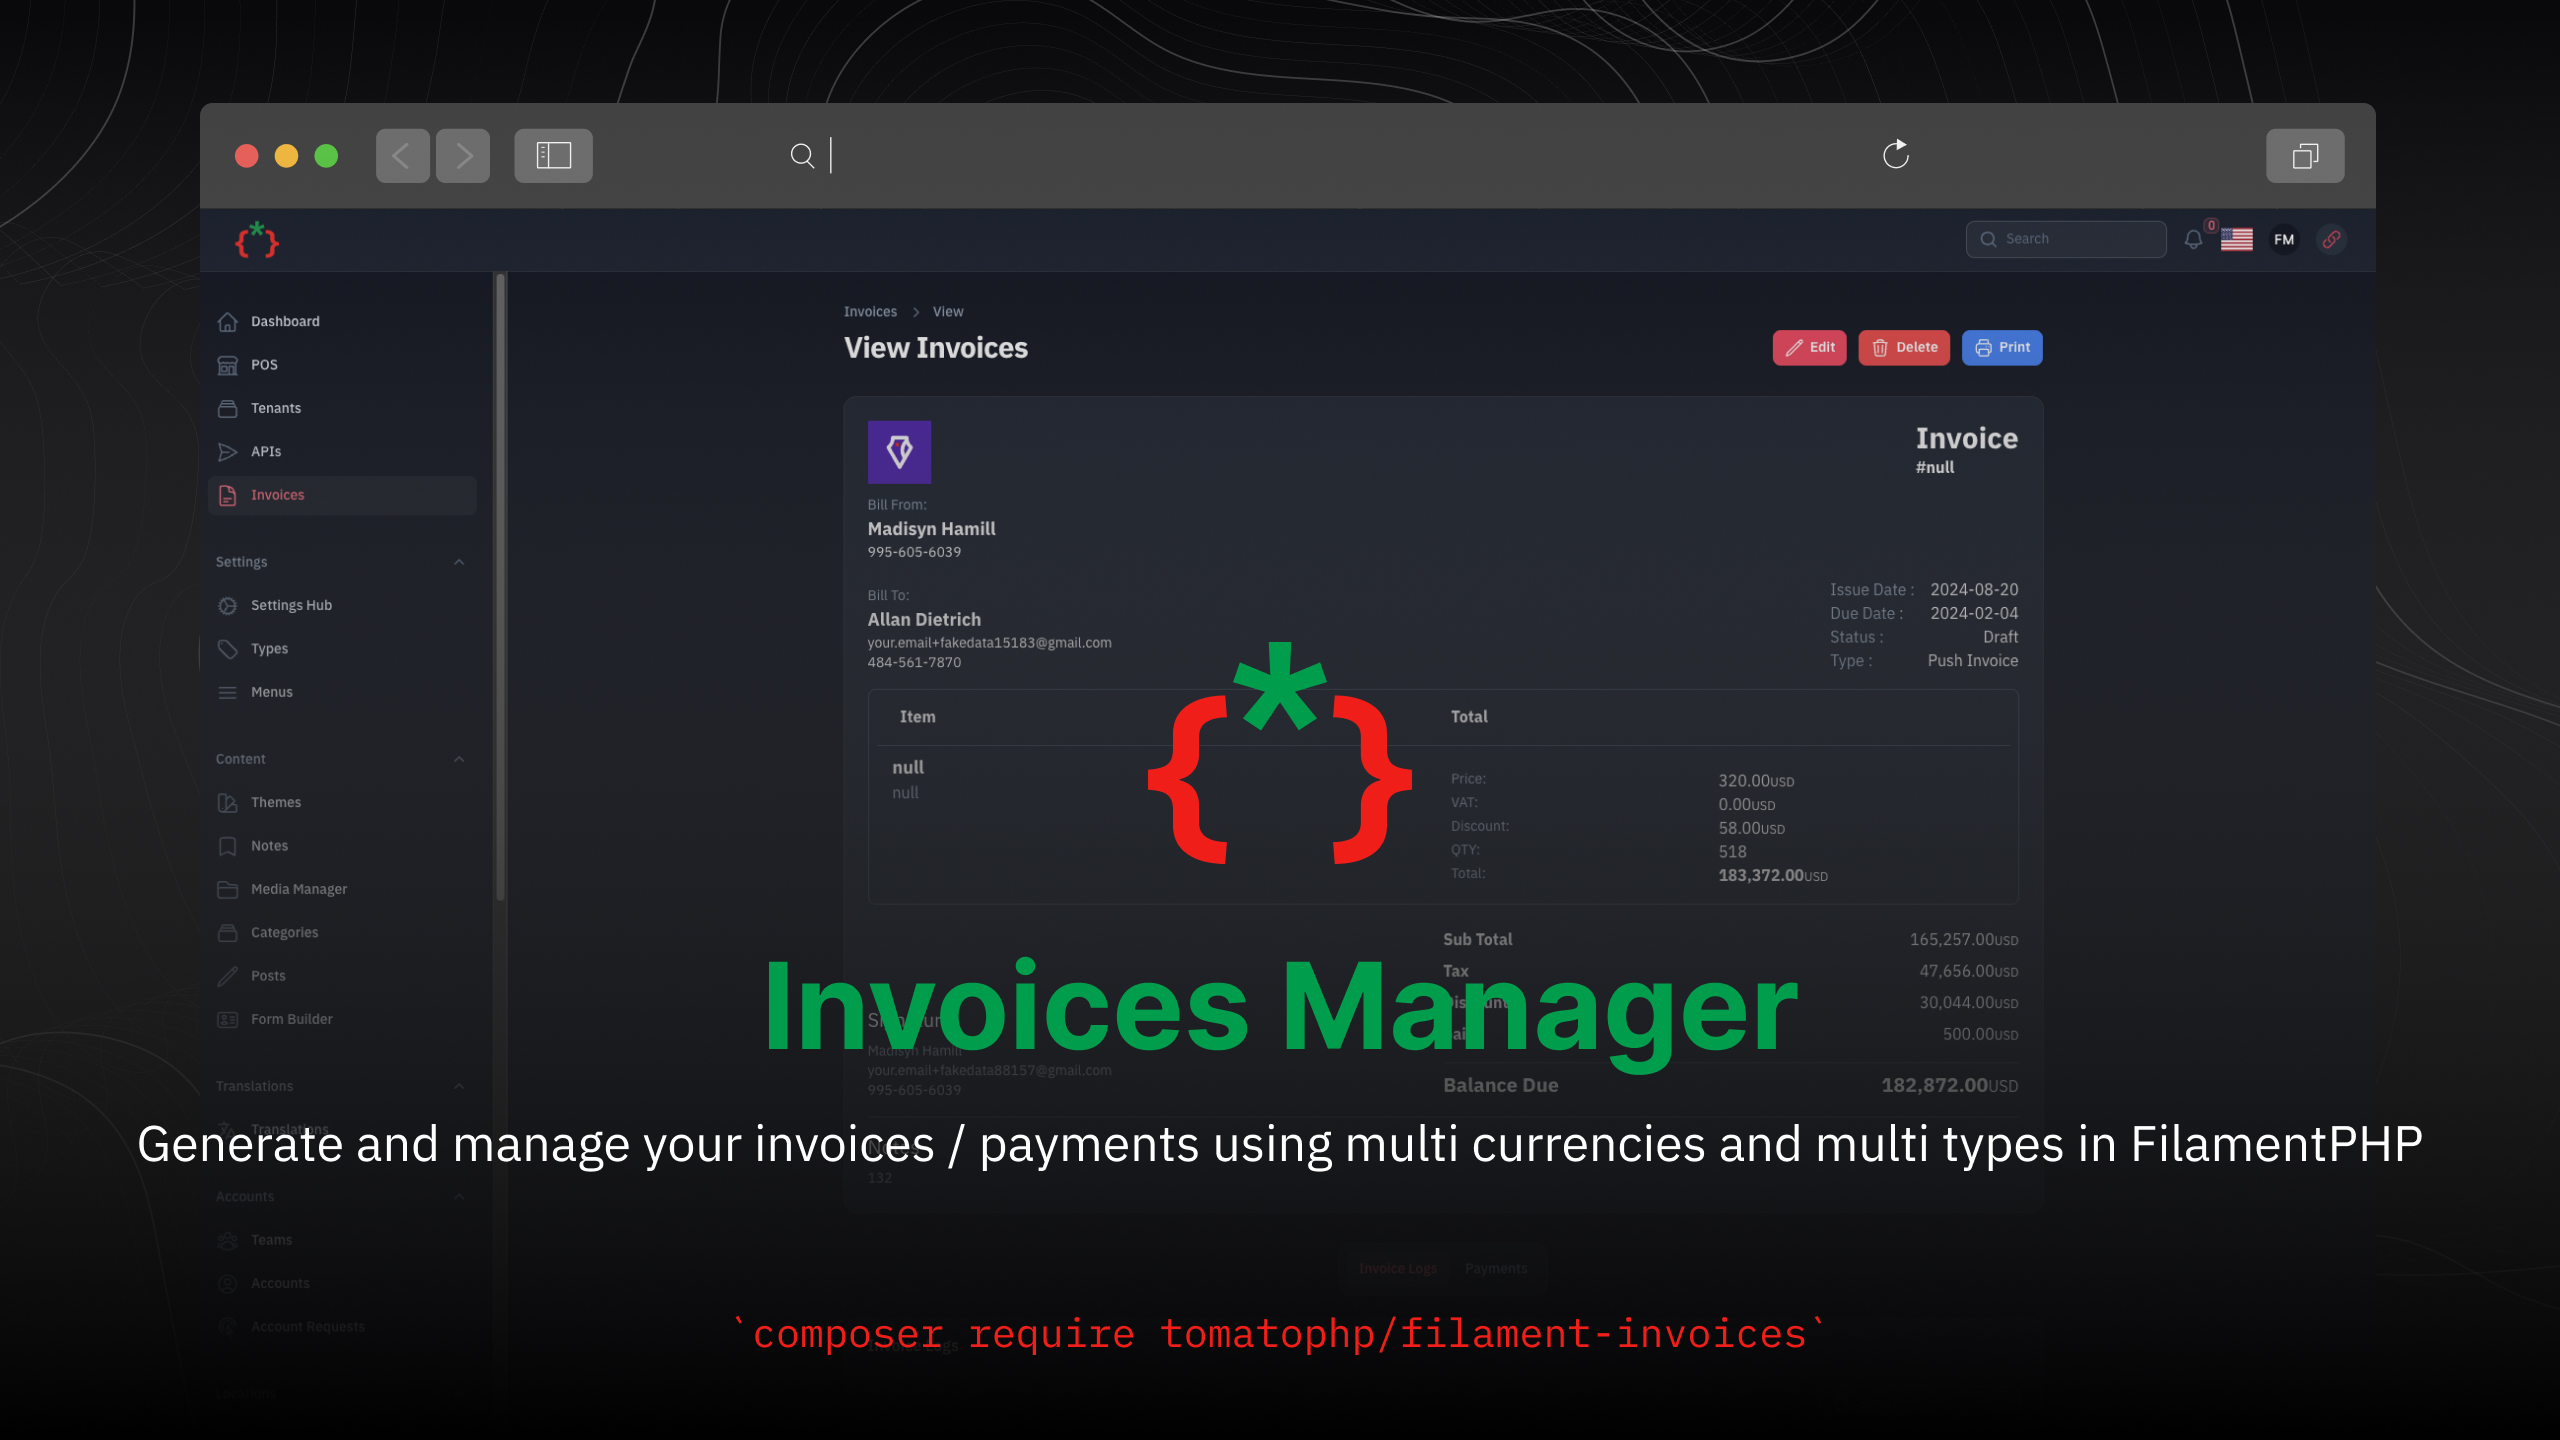 Search
0
FM
Dashboard
POS
Tenants
APIs
Invoices
Settings
Settings Hub
Types
Menus
Content
Themes
Notes
Media Manager
Categories
Posts
Form Builder
Translations
Translations
Accounts
Teams
Accounts
Account Requests
Locations
Invoices > View
View Invoices
Edit Delete Print
Invoice
#null
Bill From:
Madisyn Hamill
995-605-6039
Bill To:
Allan Dietrich
your.email+fakedata15183@gmail.com
484-561-7870
Issue Date : 2024-08-20
Due Date : 2024-02-04
Status : Draft
Type : Push Invoice
Item Total
null
null
Price: 320.00USD
VAT: 0.00USD
Discount: 58.00USD
QTY: 518
Total: 183,372.00USD
Sub Total 165,257.00USD
Tax 47,656.00USD
Discount 30,044.00USD
Paid 500.00USD
Balance Due 182,872.00USD
Signature
Madisyn Hamill
your.email+fakedata88157@gmail.com
995-605-6039
Notes
132
Invoice Logs Payments
Invoice Logs
{*}
Invoices Manager
Generate and manage your invoices / payments using multi currencies and multi types in FilamentPHP
`composer require tomatophp/filament-invoices`